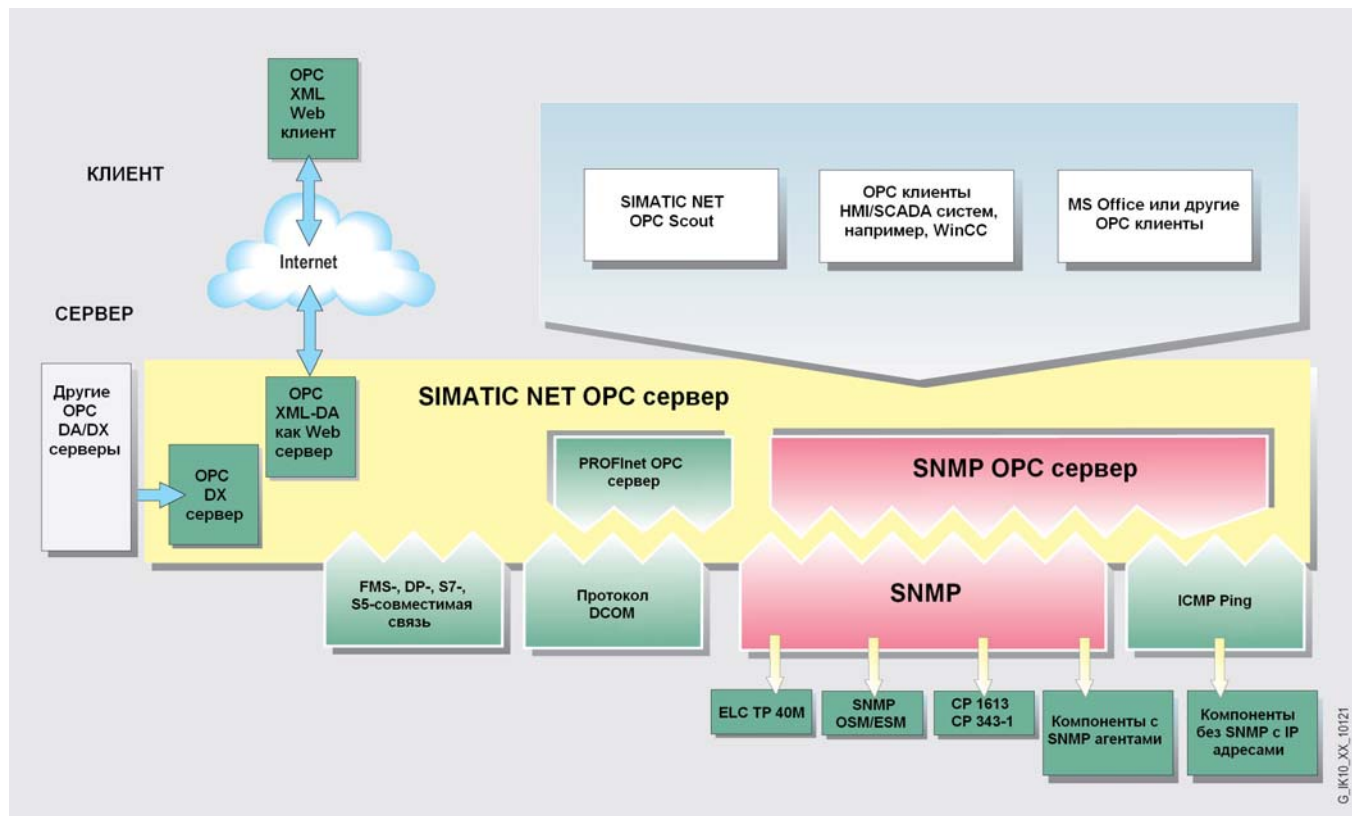 OPC
XML
Web
клиент
КЛИЕНТ
SIMATIC NET
OPC Scout
OPC клиенты
HMI/SCADA систем,
например, WinCC
MS Office или другие
OPC клиенты
Internet
СЕРВЕР
Другие
OPC
DA/DX
серверы
OPC
XML-DA
как Web
сервер
SIMATIC NET OPC сервер
OPC
DX
сервер
PROFInet OPC
сервер
SNMP OPC сервер
FMS-, DP-, S7-,
S5-совместимая
связь
Протокол
DCOM
SNMP
ICMP Ping
ELC TP 40M
SNMP
OSM/ESM
CP 1613
CP 343-1
Компоненты с
SNMP агентами
Компоненты
без SNMP с IP
адресами
G_IK10_XX_10121